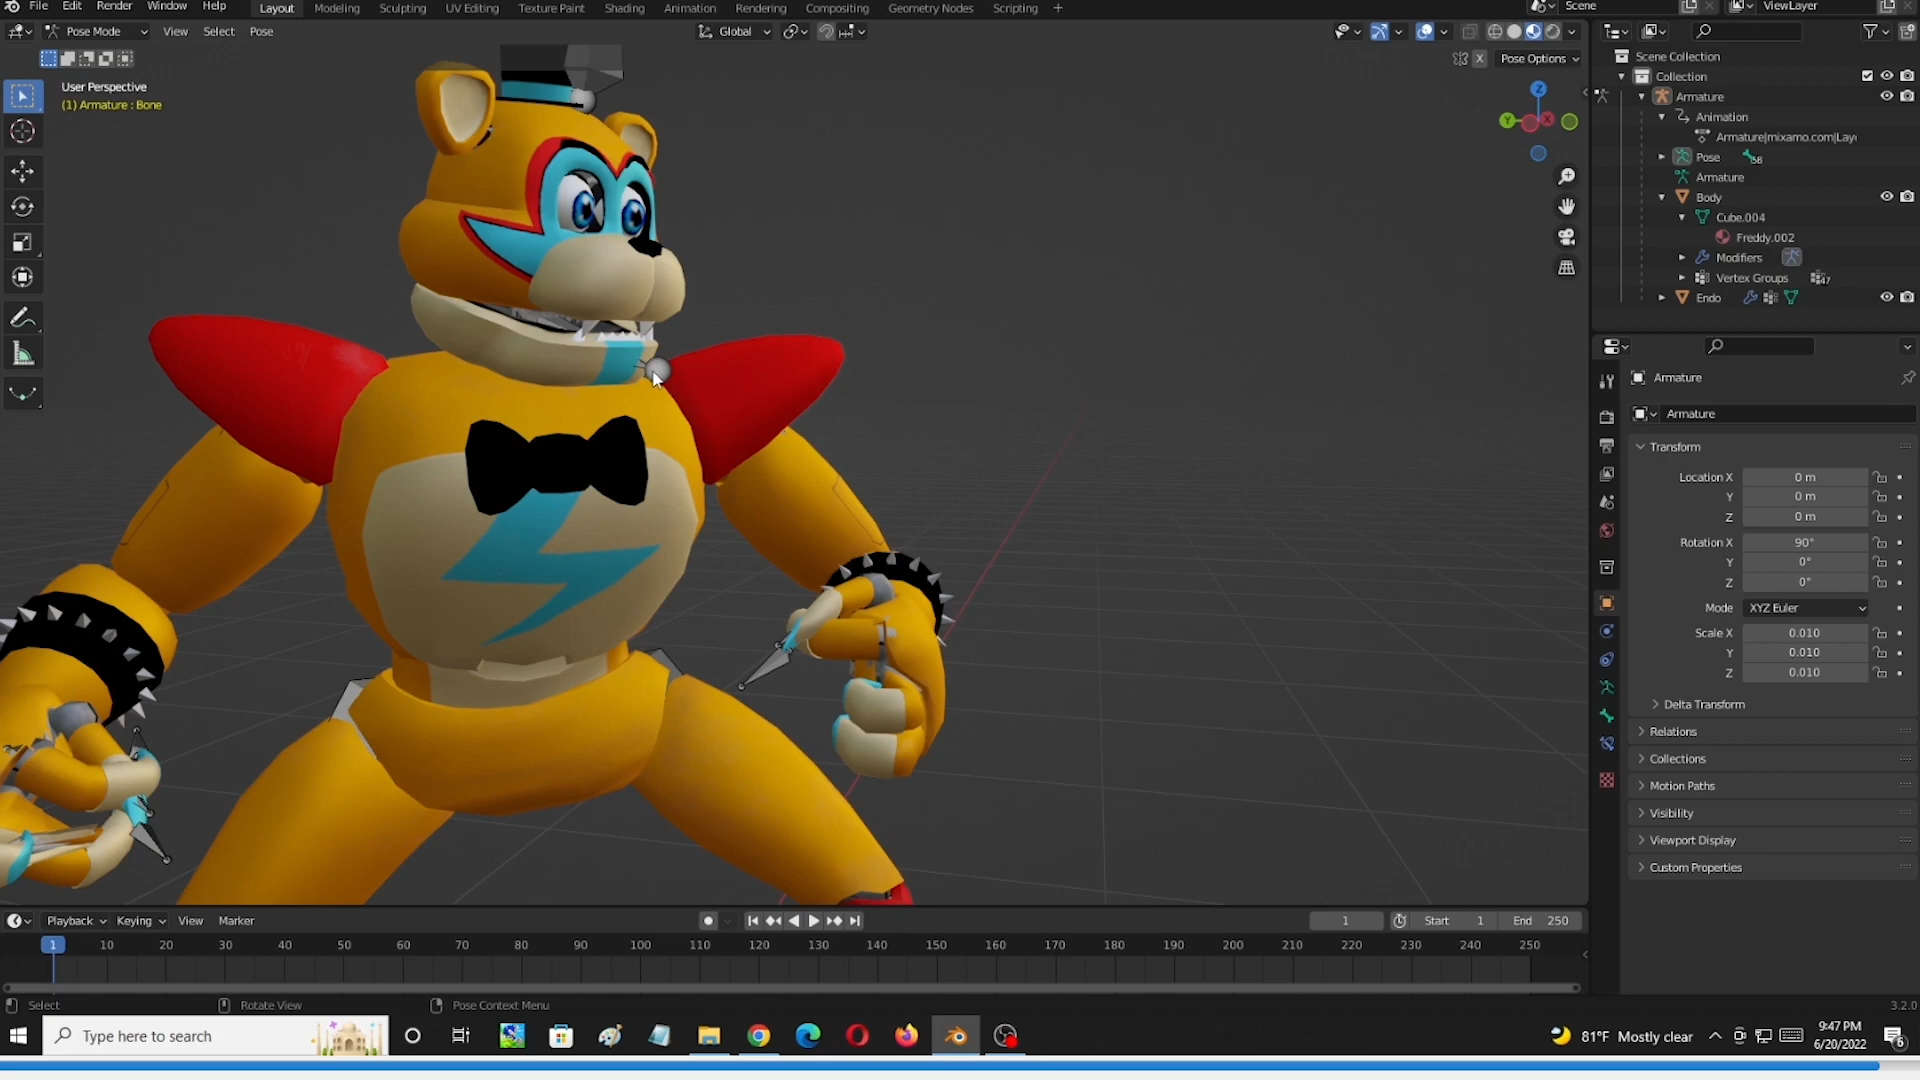 File Edit Render Window Help Layout Modeling Sculpting UV Editing Texture Paint Shading Animation Rendering Compositing Geometry Nodes Scripting + Scene ViewLayer
Pose Mode View Select Pose Global
X Pose Options
User Perspective
(1) Armature : Bone
Z
Y X
Scene Collection
Collection
Armature
Animation
Armature|mixamo.com|Laye
Pose 58
Armature
Body
Cube.004
Freddy.002
Modifiers
Vertex Groups 47
Endo
Armature
Armature
Transform
Location X 0 m
Y 0 m
Z 0 m
Rotation X 90°
Y 0°
Z 0°
Mode XYZ Euler
Scale X 0.010
Y 0.010
Z 0.010
Delta Transform
Relations
Collections
Motion Paths
Visibility
Viewport Display
Custom Properties
Playback Keying View Marker 1 Start 1 End 250
1 10 20 30 40 50 60 70 80 90 100 110 120 130 140 150 160 170 180 190 200 210 220 230 240 250
Select Rotate View Pose Context Menu 3.2.0
Type here to search 81°F Mostly clear 9:47 PM
6/20/2022 6